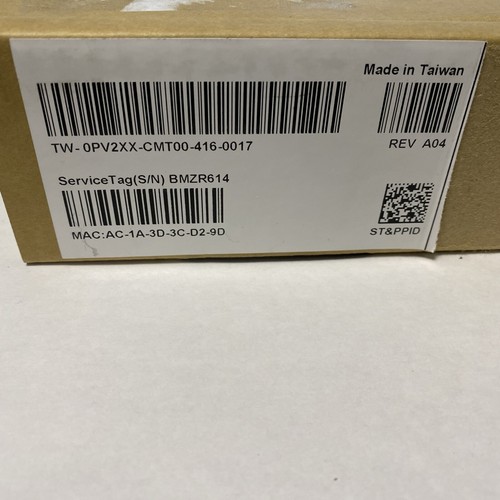 Made in Taiwan
TW- 0PV2XX-CMT00-416-0017
REV A04
ServiceTag(S/N) BMZR614
MAC:AC-1A-3D-3C-D2-9D
ST&PPID